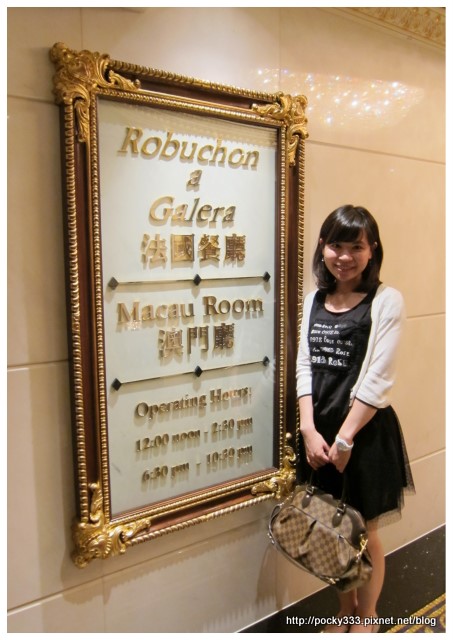 Robuchon
a
Galera
法國餐廳
Macau Room
澳門廳
Operating Hours:
12:00 noon - 2:30 pm
6:30 pm - 10:30 pm
http://pocky333.pixnet.net/blog